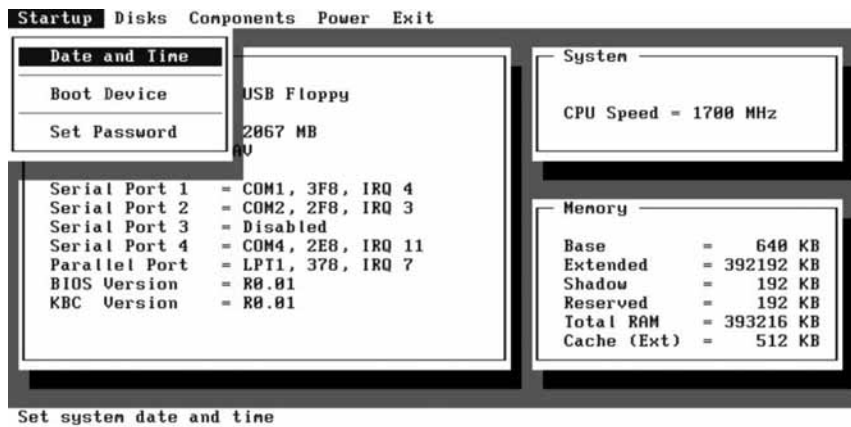 Startup Disks Components Power Exit
Date and Time
Boot Device
Set Password
USB Floppy
2067 MB
AV
Serial Port 1 = COM1, 3F8, IRQ 4
Serial Port 2 = COM2, 2F8, IRQ 3
Serial Port 3 = Disabled
Serial Port 4 = COM4, 2E8, IRQ 11
Parallel Port = LPT1, 378, IRQ 7
BIOS Version = R0.01
KBC Version = R0.01
System
CPU Speed = 1700 MHz
Memory
Base = 640 KB
Extended = 392192 KB
Shadow = 192 KB
Reserved = 192 KB
Total RAM = 393216 KB
Cache (Ext) = 512 KB
Set system date and time